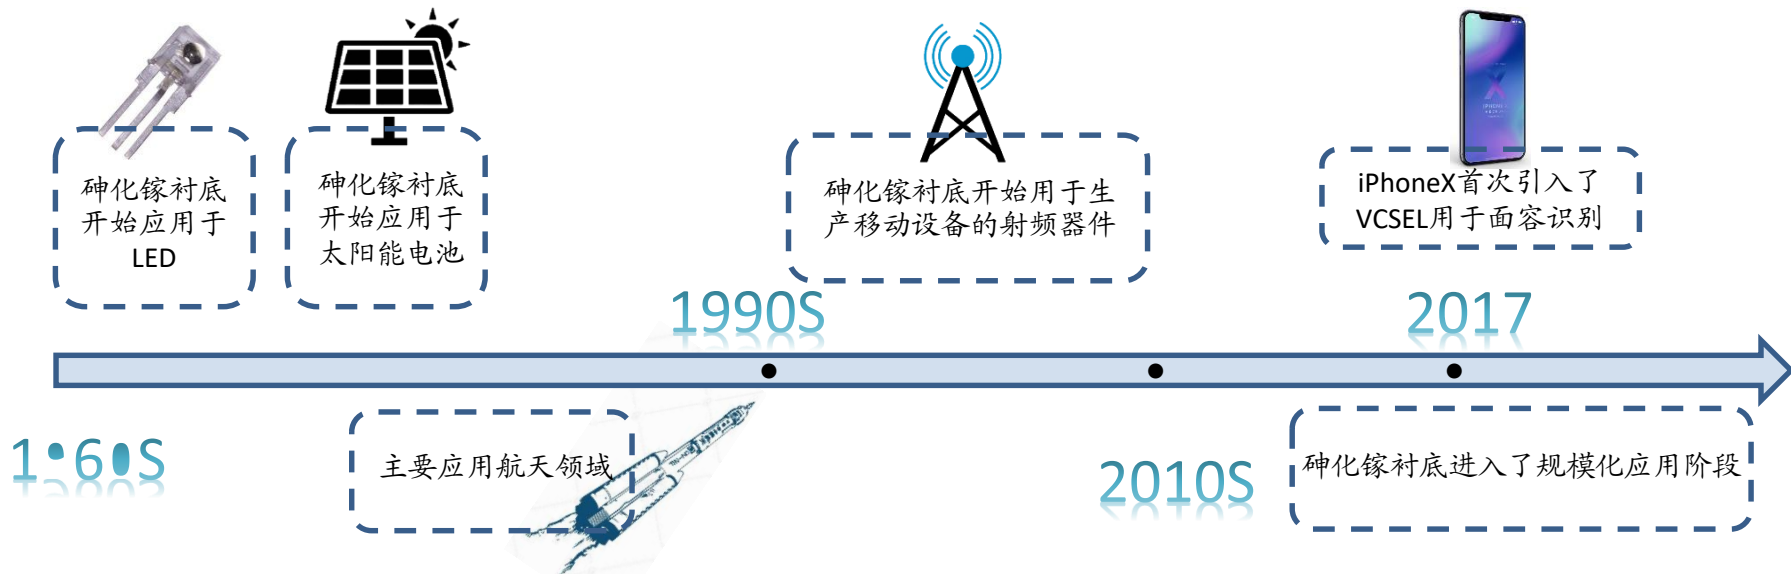 砷化镓衬底
开始应用于
LED
砷化镓衬底
开始应用于
太阳能电池
砷化镓衬底开始用于生
产移动设备的射频器件
iPhoneX首次引入了
VCSEL用于面容识别
1990S
2017
主要应用航天领域
2010S
砷化镓衬底进入了规模化应用阶段